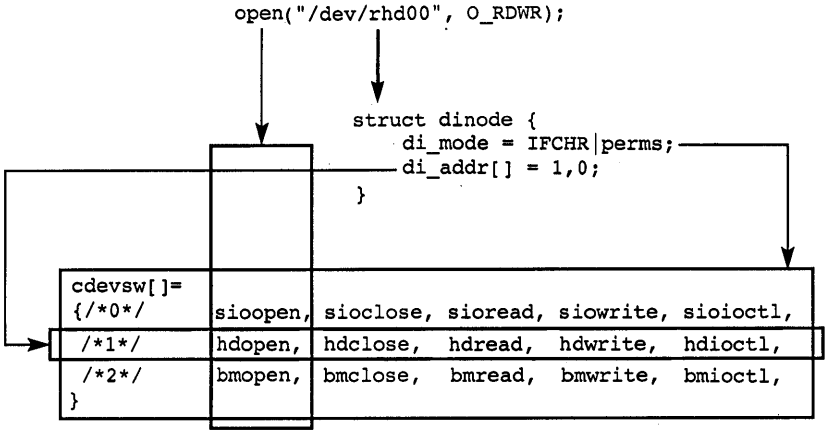 open("/dev/rhd00", O_RDWR);
struct dinode {
di_mode = IFCHR|perms;
di_addr[] = 1,0;
}
cdevsw[]=
{/*0*/ sioopen, sioclose, sioread, siowrite, sioioctl,
/*1*/ hdopen, hdclose, hdread, hdwrite, hdioctl,
/*2*/ bmopen, bmclose, bmread, bmwrite, bmioctl,
}